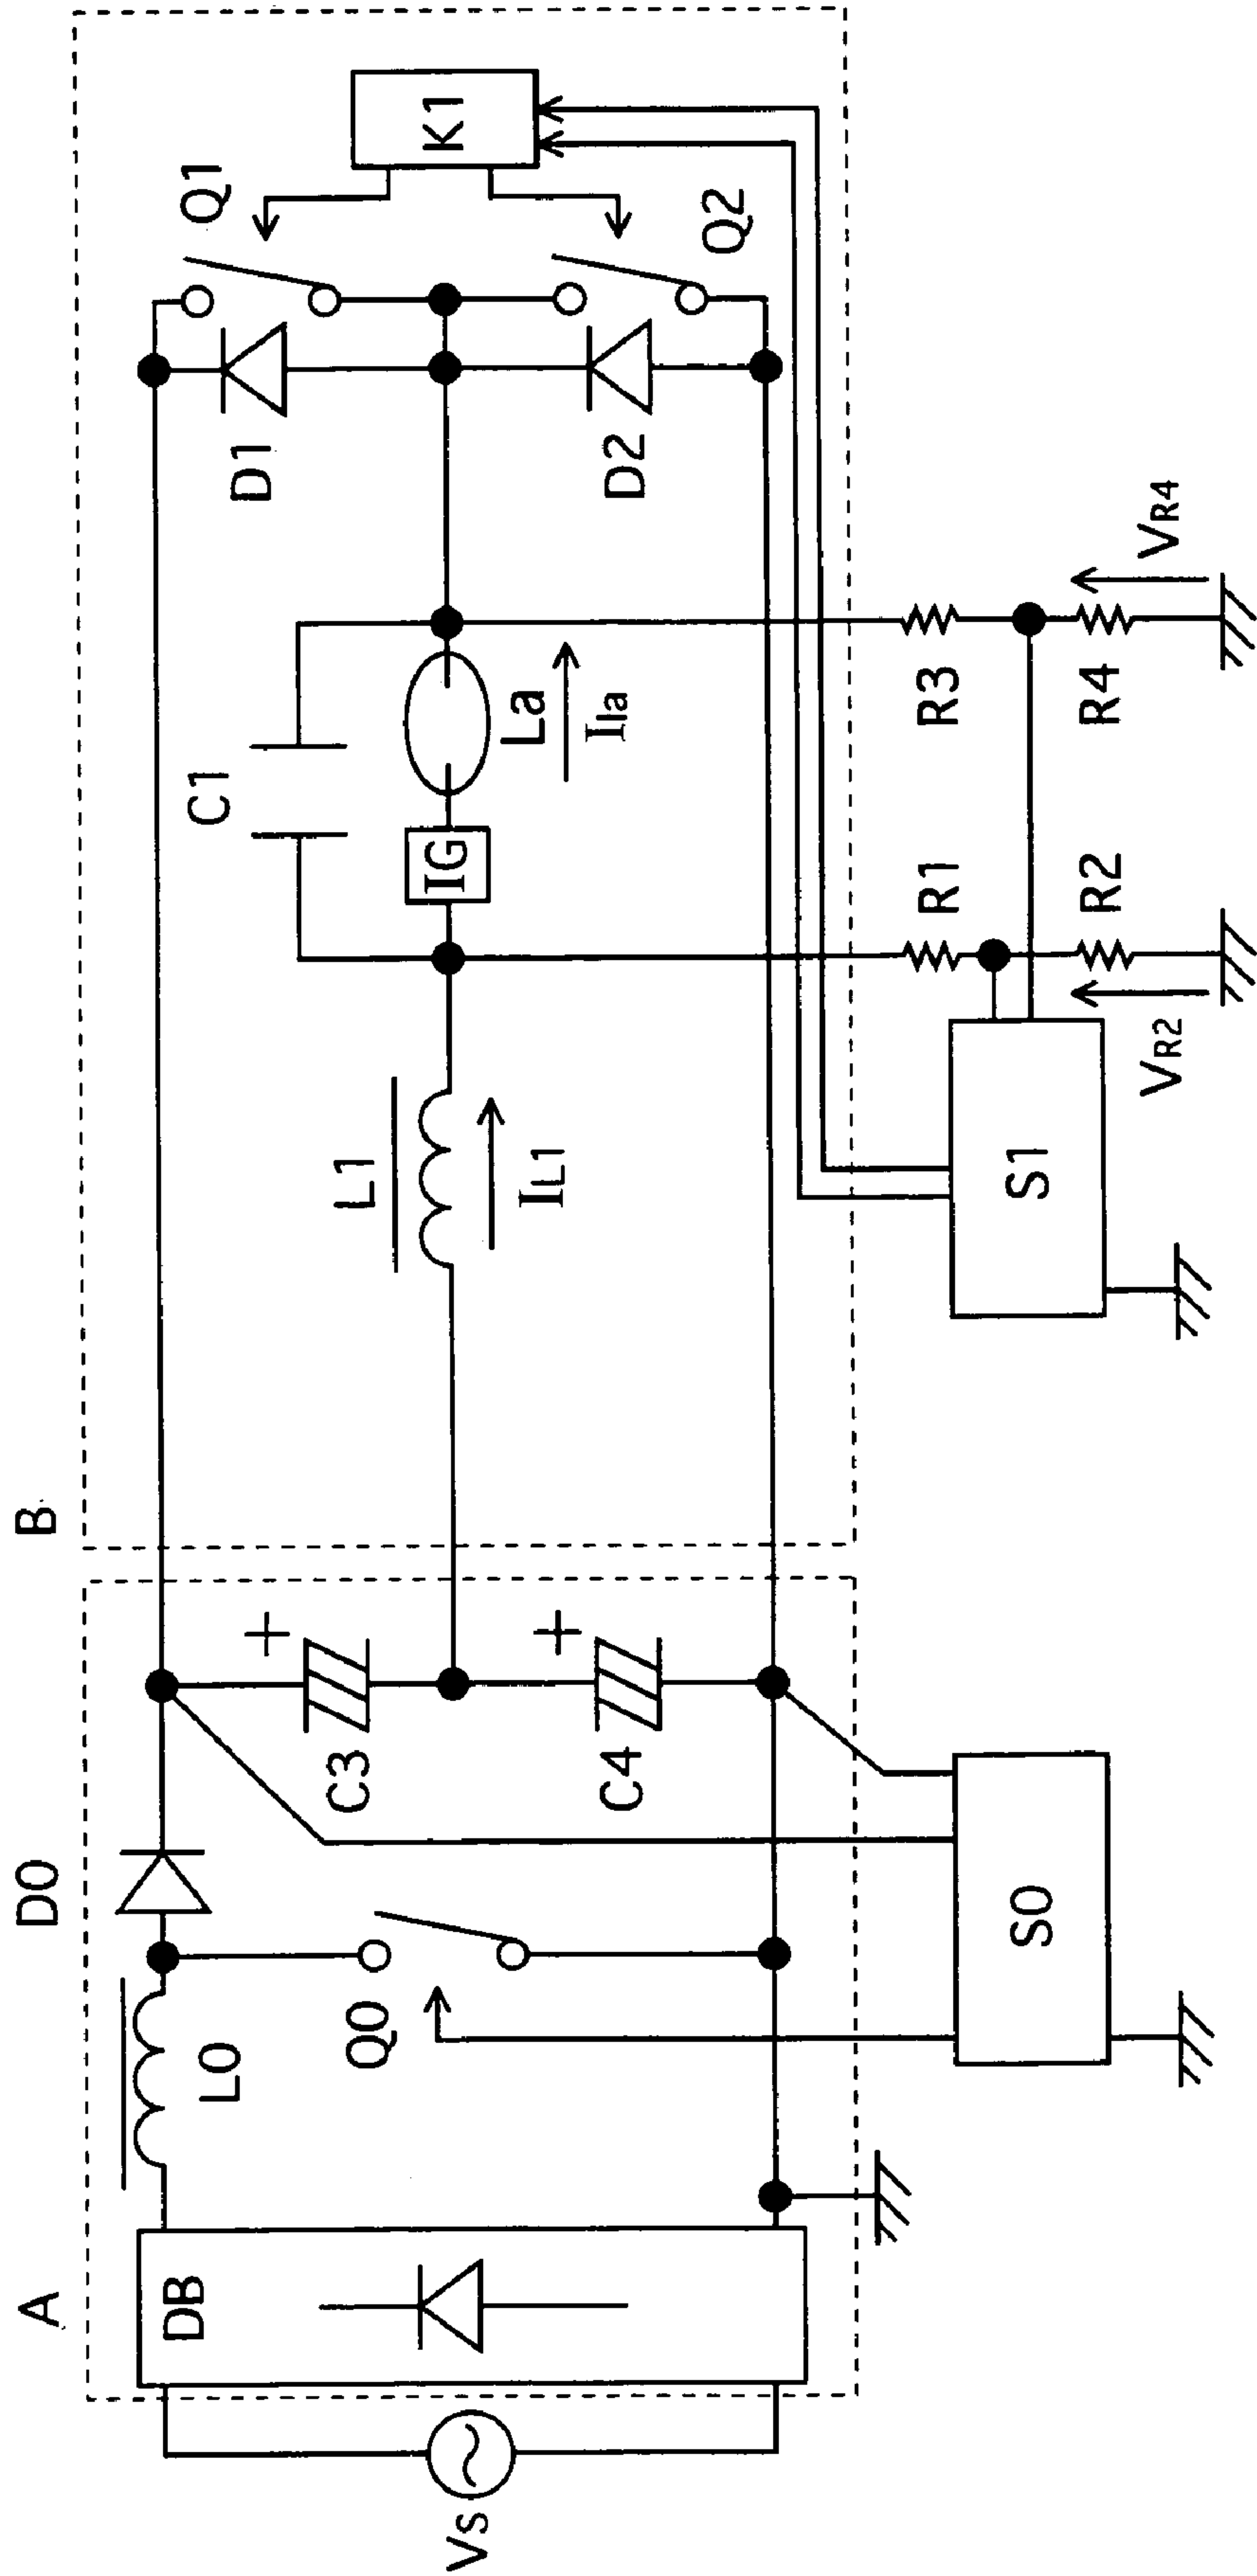 A
B
Vs
DB
L0
D0
Q0
C3
+
C4
+
S0
L1
IL1
C1
IG
La
Ila
D1
Q1
D2
Q2
K1
R1
R2
VR2
R3
R4
VR4
S1